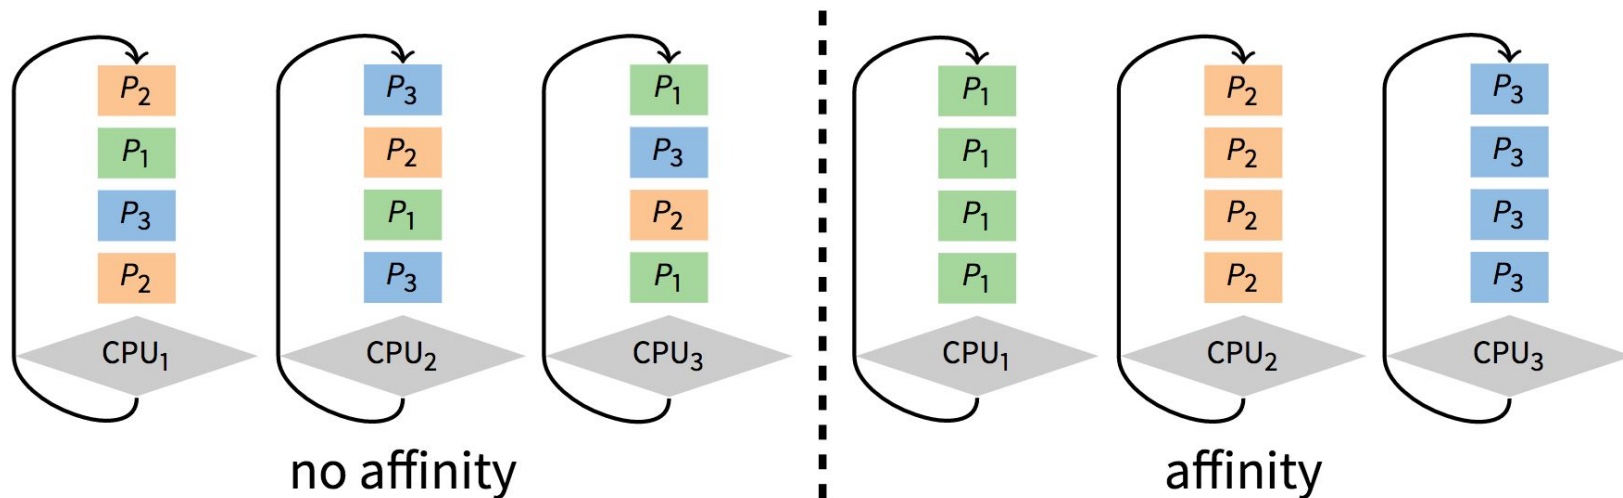 P2 P3 P1 P1 P2 P3
P1 P2 P3 P1 P2 P3
P3 P1 P2 P1 P2 P3
P2 P3 P1 P1 P2 P3
CPU1 CPU2 CPU3 CPU1 CPU2 CPU3
no affinity affinity